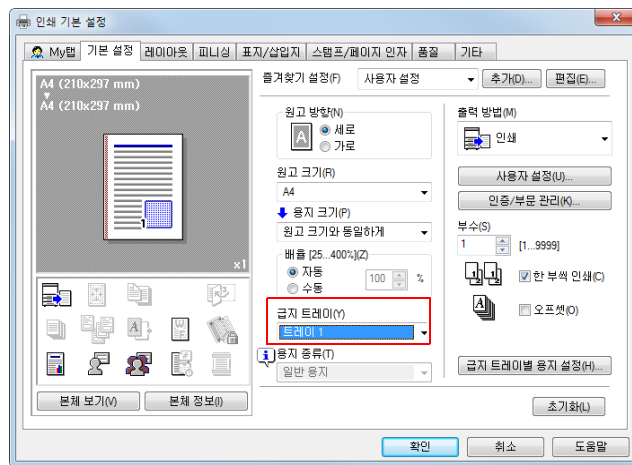 인쇄 기본 설정
My탭 기본 설정 레이아웃 피니싱 표지/삽입지 스탬프/페이지 인자 품질 기타
A4 (210x297 mm)
A4 (210x297 mm)
1
x1
본체 보기(V) 본체 정보(I)
즐겨찾기 설정(F) 사용자 설정 추가(D)... 편집(E)...
원고 방향(N)
A
세로
가로
원고 크기(R)
A4
용지 크기(P)
원고 크기와 동일하게
배율 [25...400%](Z)
자동
수동
100 %
급지 트레이(Y)
트레이 1
용지 종류(T)
일반 용지
출력 방법(M)
인쇄
사용자 설정(U)...
인증/부문 관리(K)...
부수(S)
1 [1...9999]
한 부씩 인쇄(C)
오프셋(O)
급지 트레이별 용지 설정(H)...
초기화(L)
확인 취소 도움말